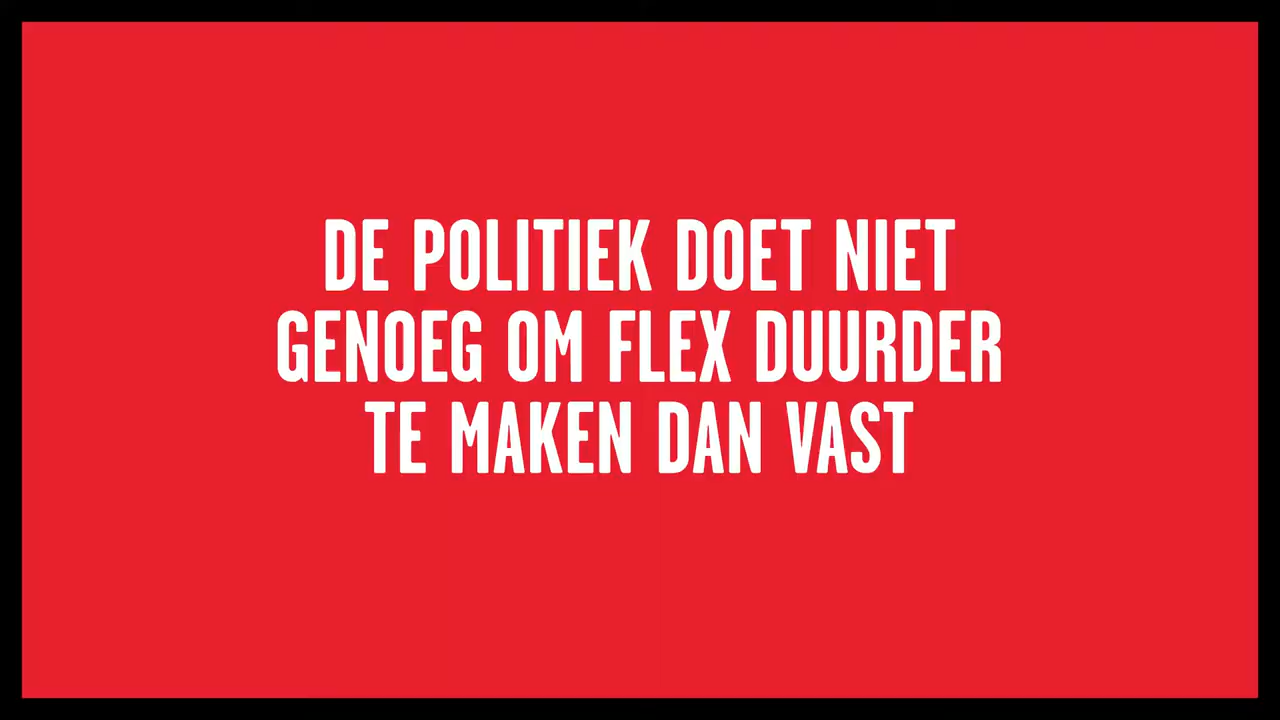 DE POLITIEK DOET NIET
GENOEG OM FLEX DUURDER
TE MAKEN DAN VAST